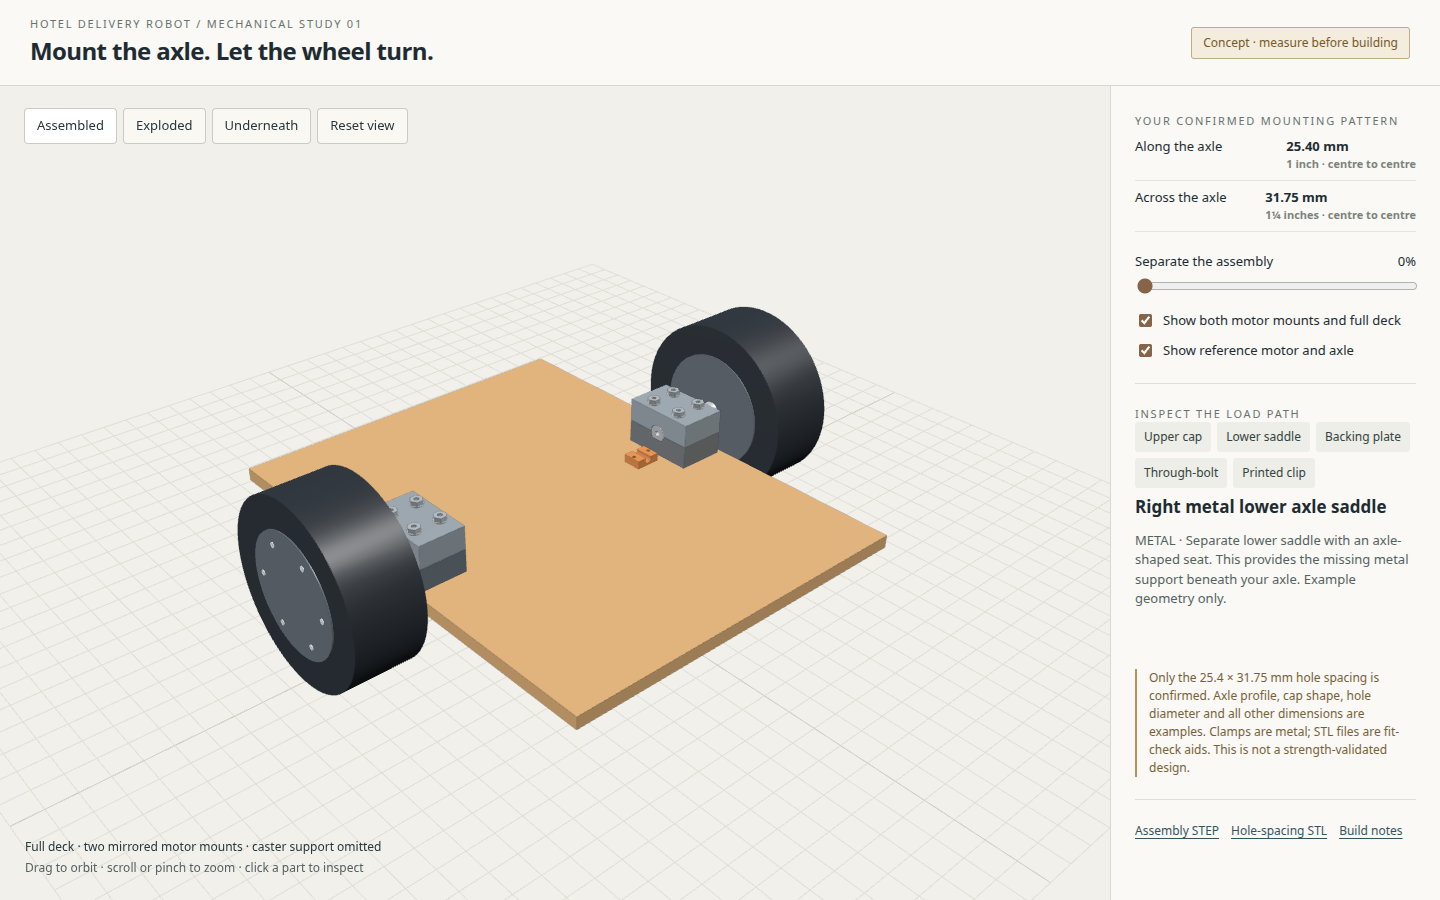 HOTEL DELIVERY ROBOT / MECHANICAL STUDY 01
Mount the axle. Let the wheel turn.
Concept · measure before building
Assembled
Exploded
Underneath
Reset view
YOUR CONFIRMED MOUNTING PATTERN
Along the axle
25.40 mm
1 inch · centre to centre
Across the axle
31.75 mm
1¼ inches · centre to centre
Separate the assembly
0%
Show both motor mounts and full deck
Show reference motor and axle
INSPECT THE LOAD PATH
Upper cap
Lower saddle
Backing plate
Through-bolt
Printed clip
Right metal lower axle saddle
METAL · Separate lower saddle with an axle-
shaped seat. This provides the missing metal
support beneath your axle. Example
geometry only.
Only the 25.4 × 31.75 mm hole spacing is
confirmed. Axle profile, cap shape, hole
diameter and all other dimensions are
examples. Clamps are metal; STL files are fit-
check aids. This is not a strength-validated
design.
Assembly STEP
Hole-spacing STL
Build notes
Full deck · two mirrored motor mounts · caster support omitted
Drag to orbit · scroll or pinch to zoom · click a part to inspect